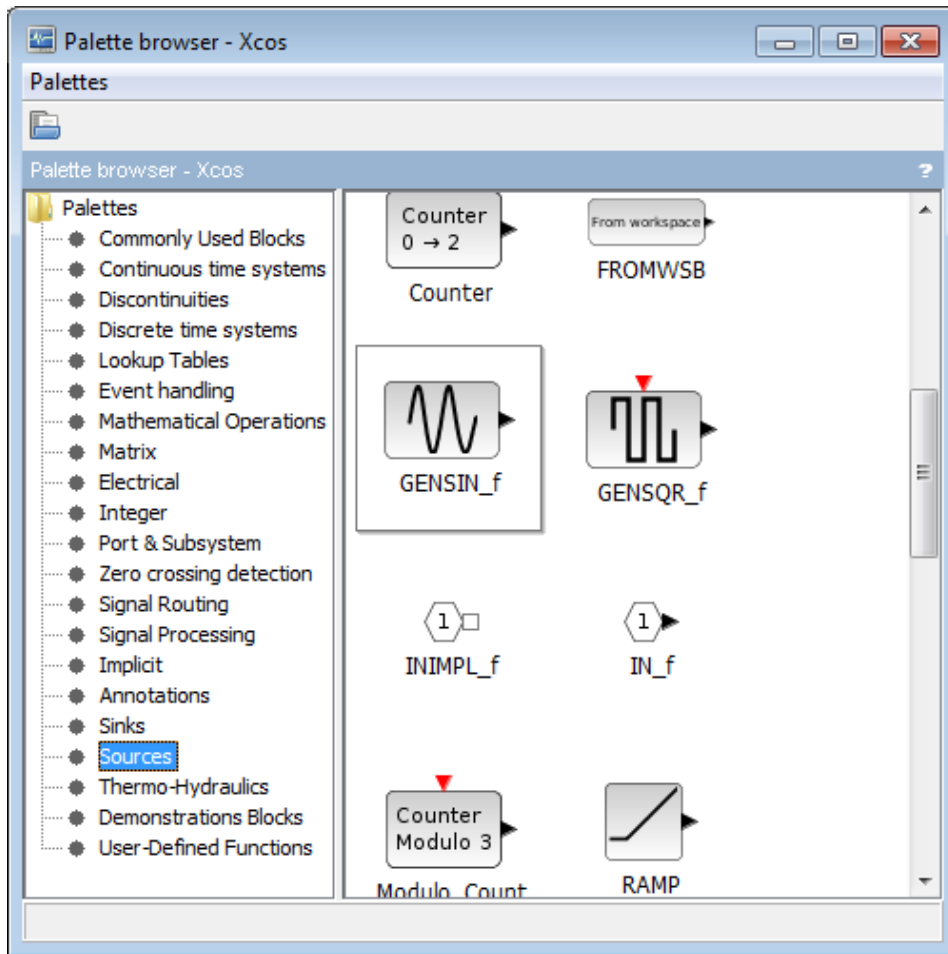 Palette browser - Xcos
Palettes
Palette browser - Xcos ?
Palettes
Commonly Used Blocks
Continuous time systems
Discontinuities
Discrete time systems
Lookup Tables
Event handling
Mathematical Operations
Matrix
Electrical
Integer
Port & Subsystem
Zero crossing detection
Signal Routing
Signal Processing
Implicit
Annotations
Sinks
Sources
Thermo-Hydraulics
Demonstrations Blocks
User-Defined Functions
Counter
0 → 2
Counter
From workspace
FROMWSB
GENSIN_f
GENSQR_f
1
INIMPL_f
1
IN_f
Counter
Modulo 3
Modulo_Count
RAMP